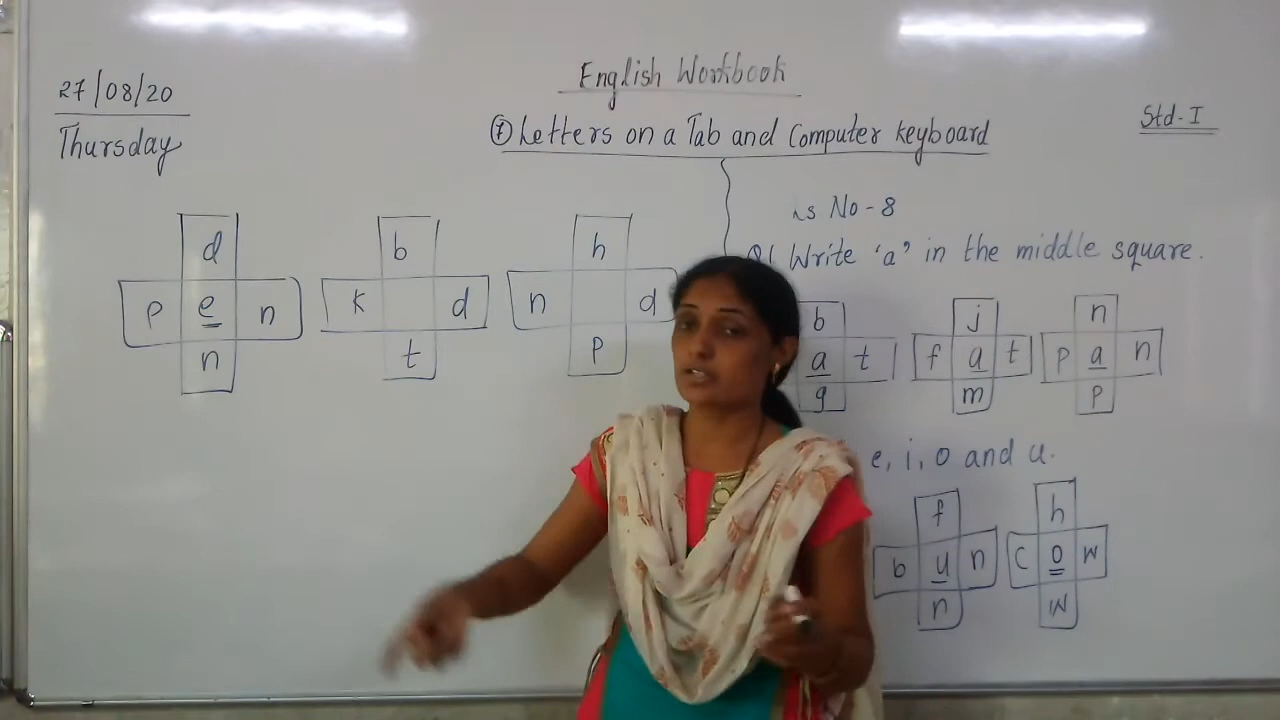 27/08/20
Thursday
English Workbook
① Letters on a Tab and Computer keyboard
Std-I
d
p e n
n
b
k d
t
h
n d
p
No-8
Write 'a' in the middle square.
b
a t
g
j
f a t
m
n
p a n
p
e, i, o and u.
f
b u n
n
h
c o w
w